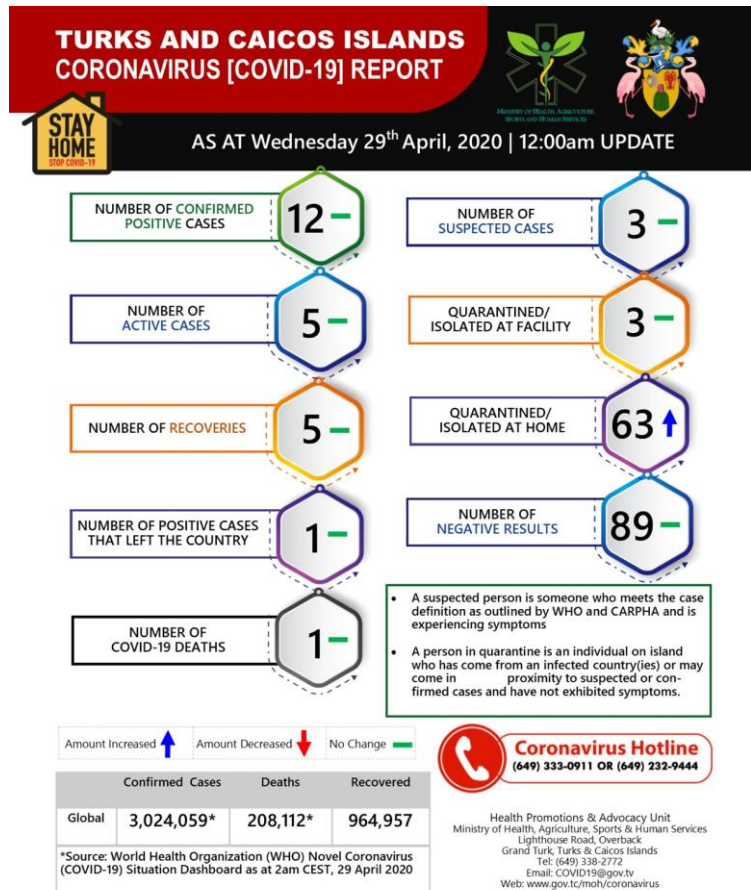 TURKS AND CAICOS ISLANDS
CORONAVIRUS [COVID-19] REPORT
MINISTRY OF HEALTH, AGRICULTURE
SPORTS AND HUMAN SERVICES
STAY
HOME
STOP COVID-19
AS AT Wednesday 29th April, 2020 | 12:00am UPDATE
NUMBER OF CONFIRMED
POSITIVE CASES
12
NUMBER OF
SUSPECTED CASES
3
NUMBER OF
ACTIVE CASES
5
QUARANTINED/
ISOLATED AT FACILITY
3
NUMBER OF RECOVERIES
5
QUARANTINED/
ISOLATED AT HOME
63
NUMBER OF POSITIVE CASES
THAT LEFT THE COUNTRY
1
NUMBER OF
NEGATIVE RESULTS
89
NUMBER OF
COVID-19 DEATHS
1
• A suspected person is someone who meets the case
definition as outlined by WHO and CARPHA and is
experiencing symptoms
• A person in quarantine is an individual on island
who has come from an infected country(ies) or may
come in proximity to suspected or con-
firmed cases and have not exhibited symptoms.
Amount Increased Amount Decreased No Change
Coronavirus Hotline
(649) 333-0911 OR (649) 232-9444
Confirmed Cases Deaths Recovered
Global 3,024,059* 208,112* 964,957
*Source: World Health Organization (WHO) Novel Coronavirus
(COVID-19) Situation Dashboard as at 2am CEST, 29 April 2020
Health Promotions & Advocacy Unit
Ministry of Health, Agriculture, Sports & Human Services
Lighthouse Road, Overback
Grand Turk, Turks & Caicos Islands
Tel: (649) 338-2772
Email: COVID19@gov.tv
Web: www.gov.tc/moh/coronavirus